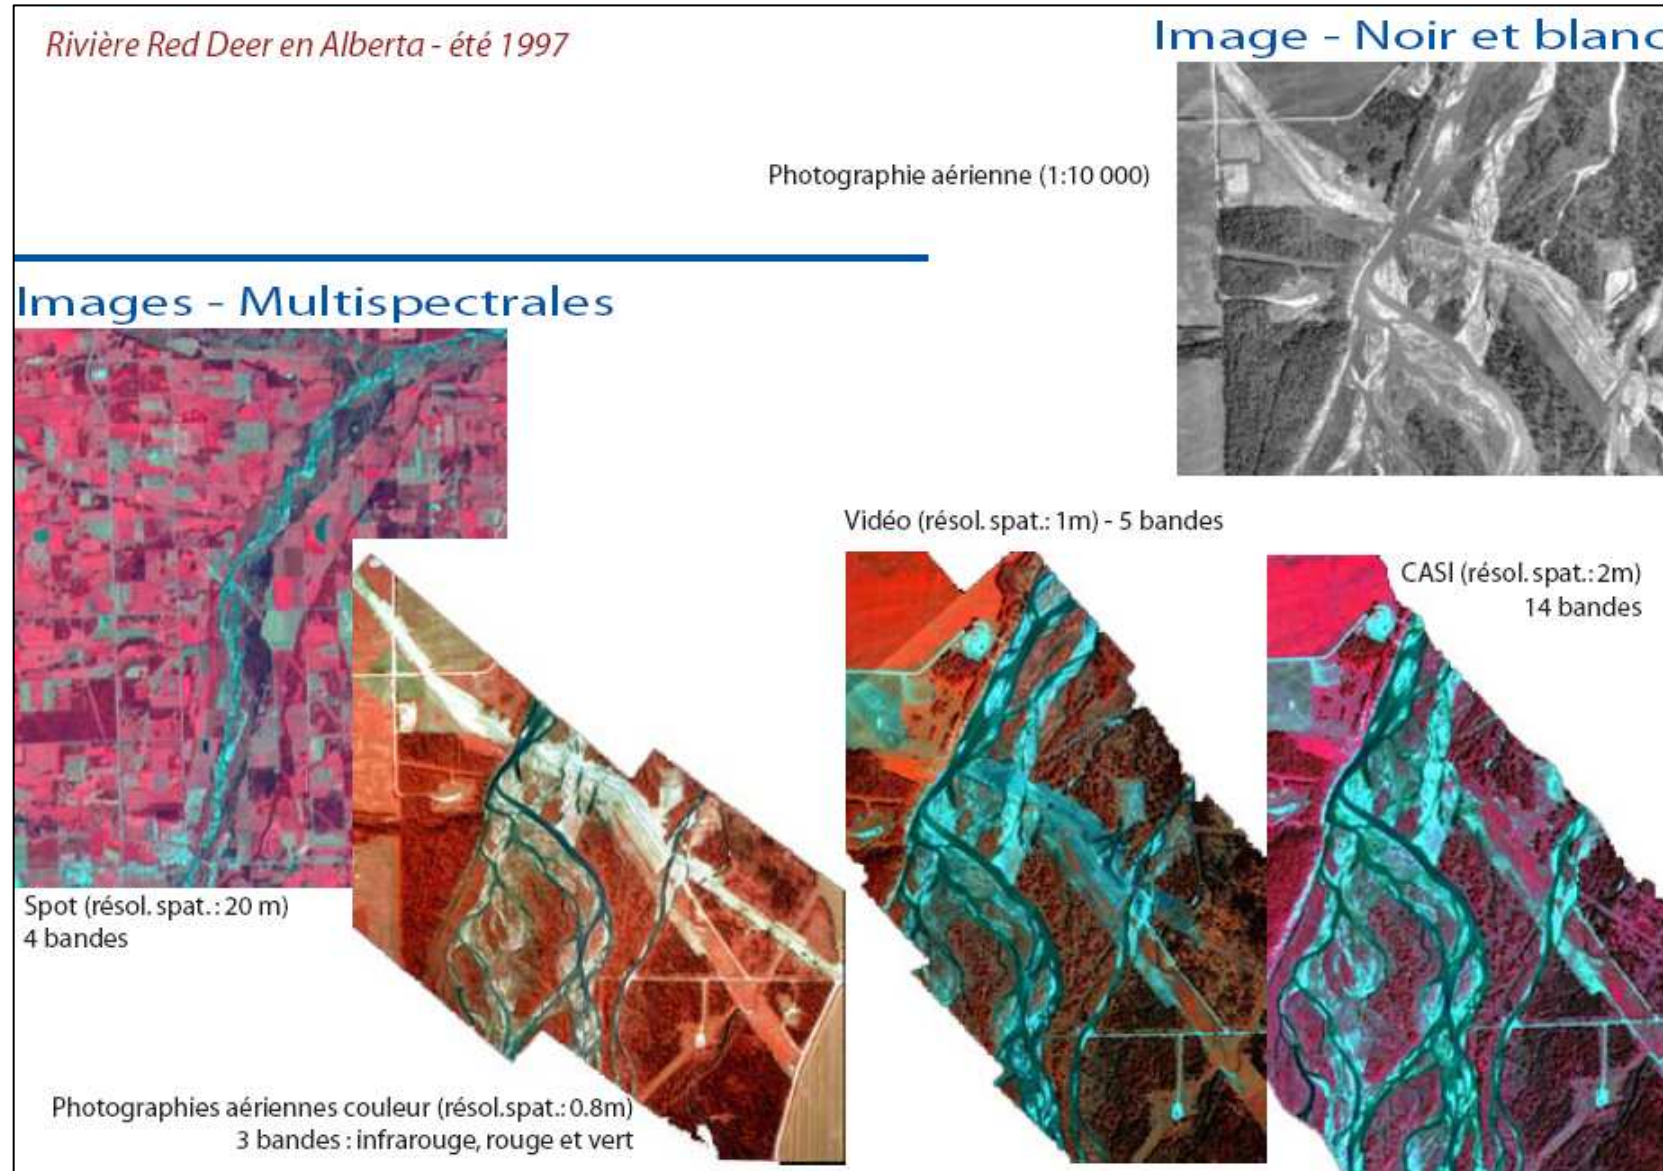 Rivière Red Deer en Alberta - été 1997
Image - Noir et blanc
Photographie aérienne (1:10 000)
Images - Multispectrales
Vidéo (résol. spat.: 1m) - 5 bandes
CASI (résol. spat.: 2m)
14 bandes
Spot (résol. spat.: 20 m)
4 bandes
Photographies aériennes couleur (résol.spat.: 0.8m)
3 bandes : infrarouge, rouge et vert